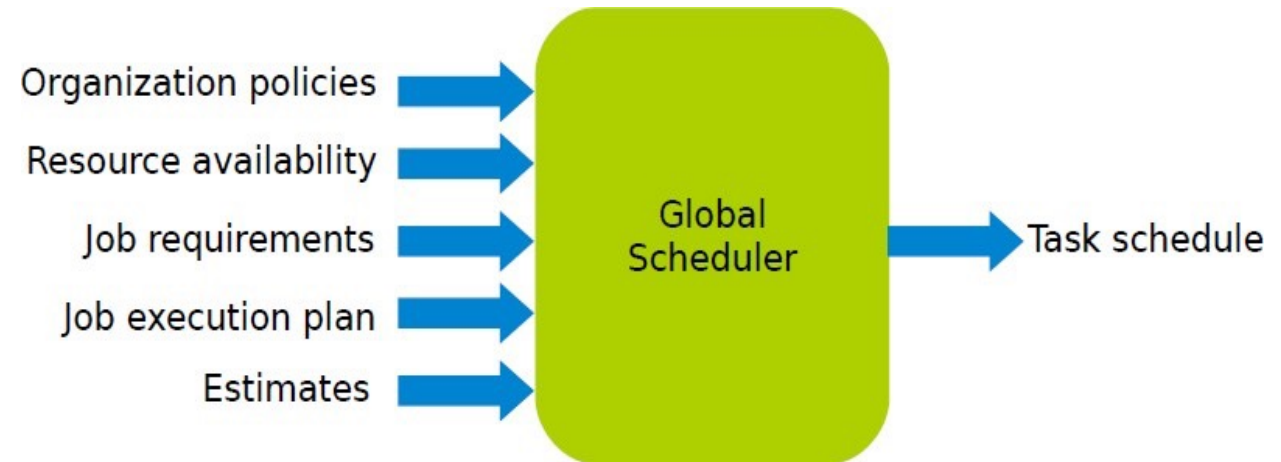 Organization policies
Resource availability
Job requirements
Job execution plan
Estimates
Global
Scheduler
Task schedule